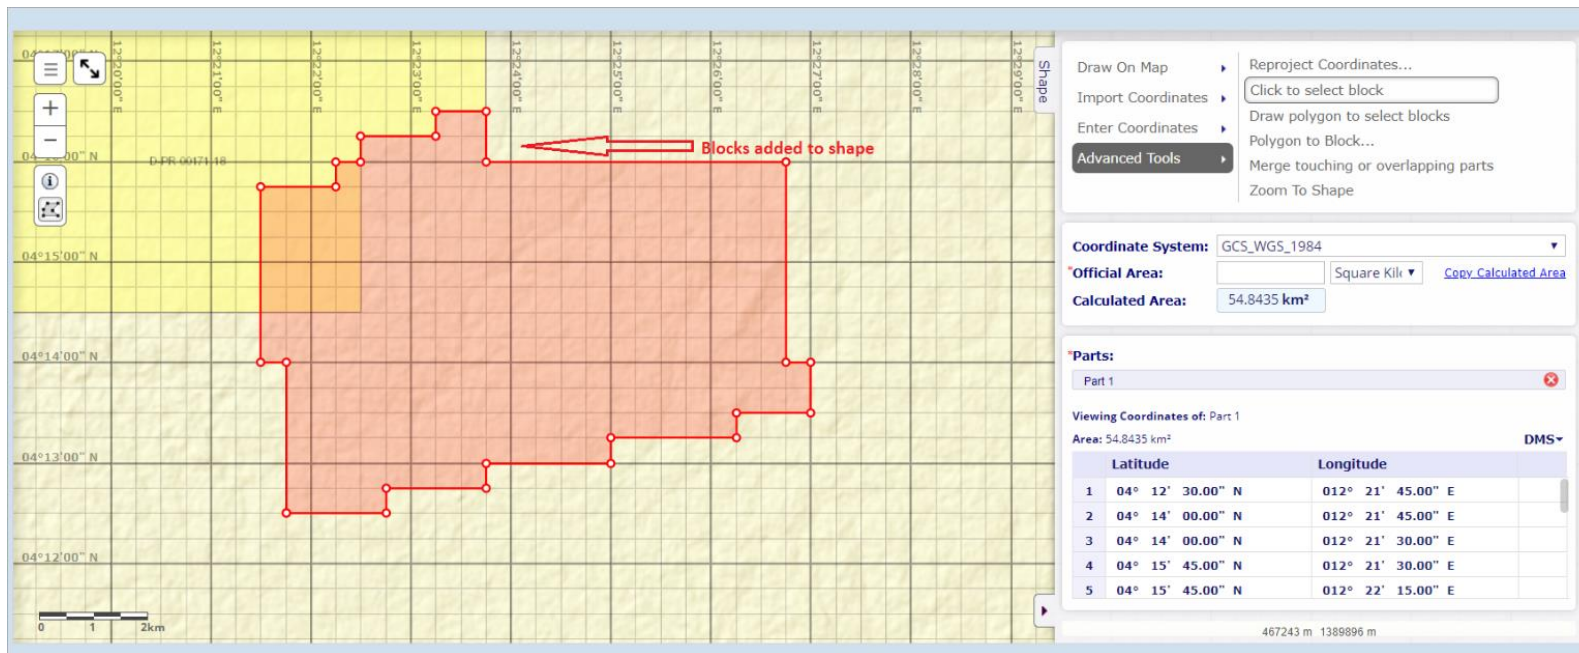 12°20'00" E
12°21'00" E
12°22'00" E
12°23'00" E
12°24'00" E
12°25'00" E
12°26'00" E
12°27'00" E
12°28'00" E
12°29'00" E
D-PR 00171-18
Blocks added to shape
04°15'00" N
04°14'00" N
04°13'00" N
04°12'00" N
0 1 2km
Shape
Draw On Map
Import Coordinates
Enter Coordinates
Advanced Tools
Reproject Coordinates...
Click to select block
Draw polygon to select blocks
Polygon to Block...
Merge touching or overlapping parts
Zoom To Shape
Coordinate System: GCS_WGS_1984
*Official Area: Square Kil Copy Calculated Area
Calculated Area: 54.8435 km²
*Parts:
Part 1
Viewing Coordinates of: Part 1
Area: 54.8435 km² DMS
Latitude Longitude
1 04° 12' 30.00" N 012° 21' 45.00" E
2 04° 14' 00.00" N 012° 21' 45.00" E
3 04° 14' 00.00" N 012° 21' 30.00" E
4 04° 15' 45.00" N 012° 21' 30.00" E
5 04° 15' 45.00" N 012° 22' 15.00" E
467243 m 1389896 m